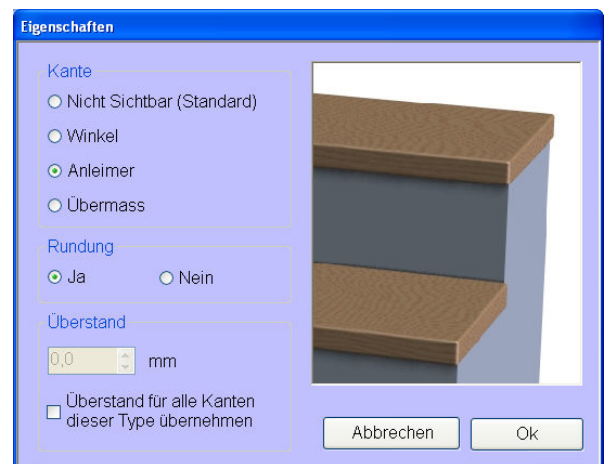 Eigenschaften
Kante
Nicht Sichtbar (Standard)
Winkel
Anleimer
Übermass
Rundung
Ja
Nein
Überstand
0,0
mm
Überstand für alle Kanten
dieser Type übernehmen
Abbrechen
Ok